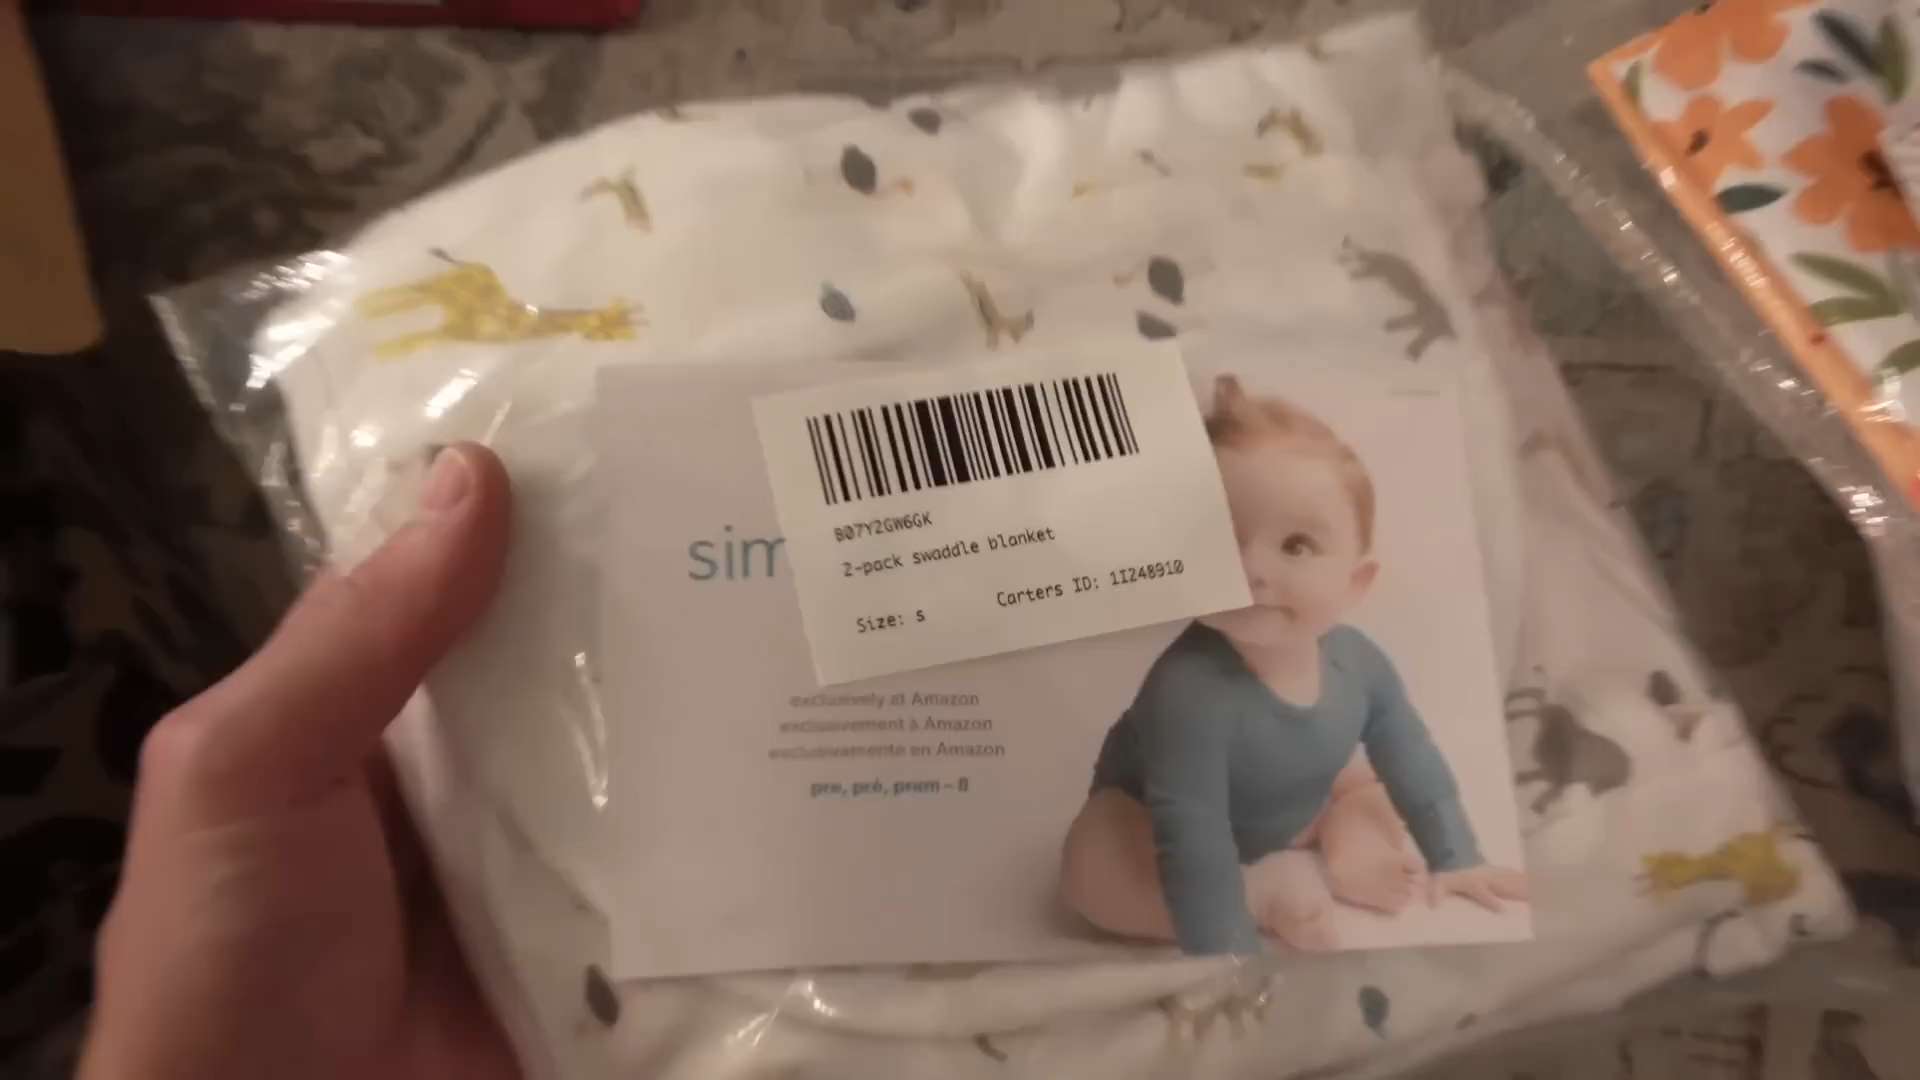 B07Y2GW6GK
2-pack swaddle blanket
Size: s Carters ID: 1I248910
sim
exclusively at Amazon
exclusivement à Amazon
exclusivamente en Amazon
pre, pré, prem –